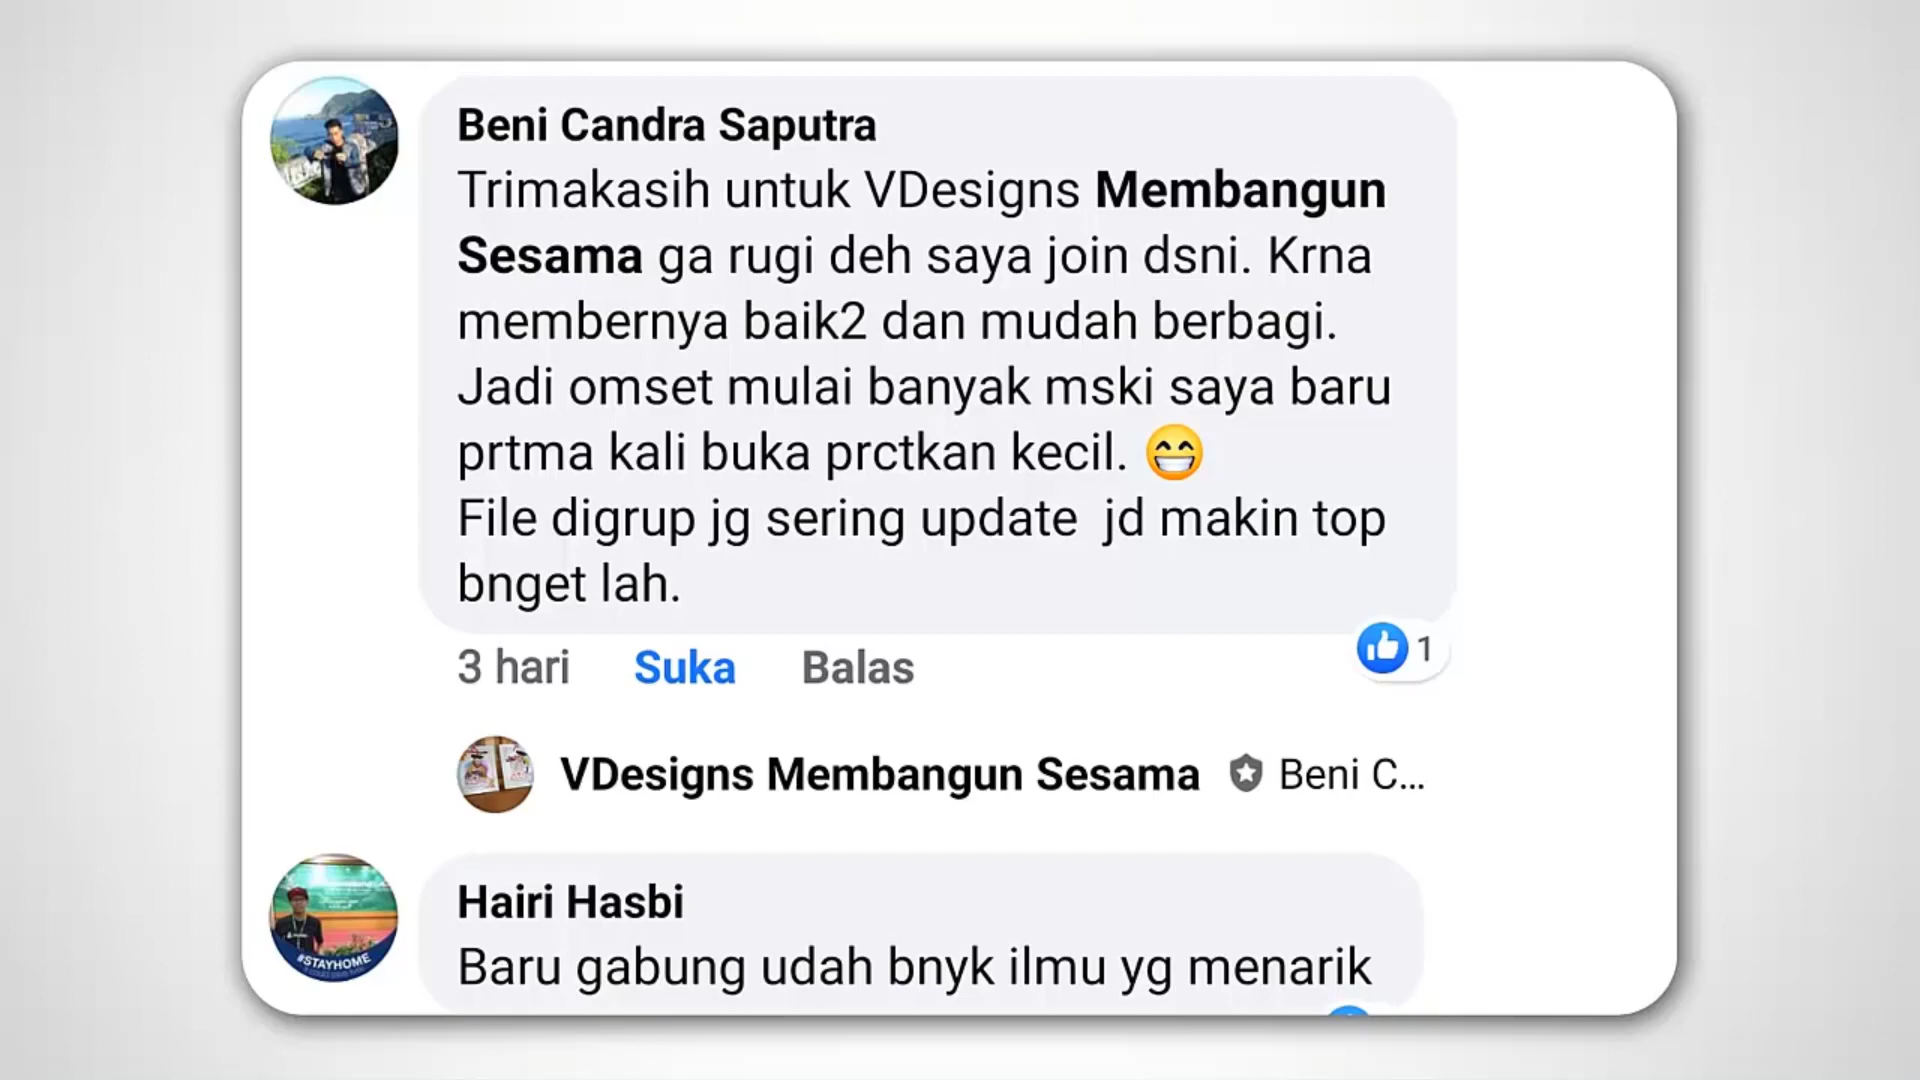 Beni Candra Saputra
Trimakasih untuk VDesigns Membangun
Sesama ga rugi deh saya join dsni. Krna
membernya baik2 dan mudah berbagi.
Jadi omset mulai banyak mski saya baru
prtma kali buka prctkan kecil. 😁
File digrup jg sering update  jd makin top
bnget lah.
3 hari Suka Balas 1
VDesigns Membangun Sesama Beni C...
Hairi Hasbi
Baru gabung udah bnyk ilmu yg menarik
#STAYHOME